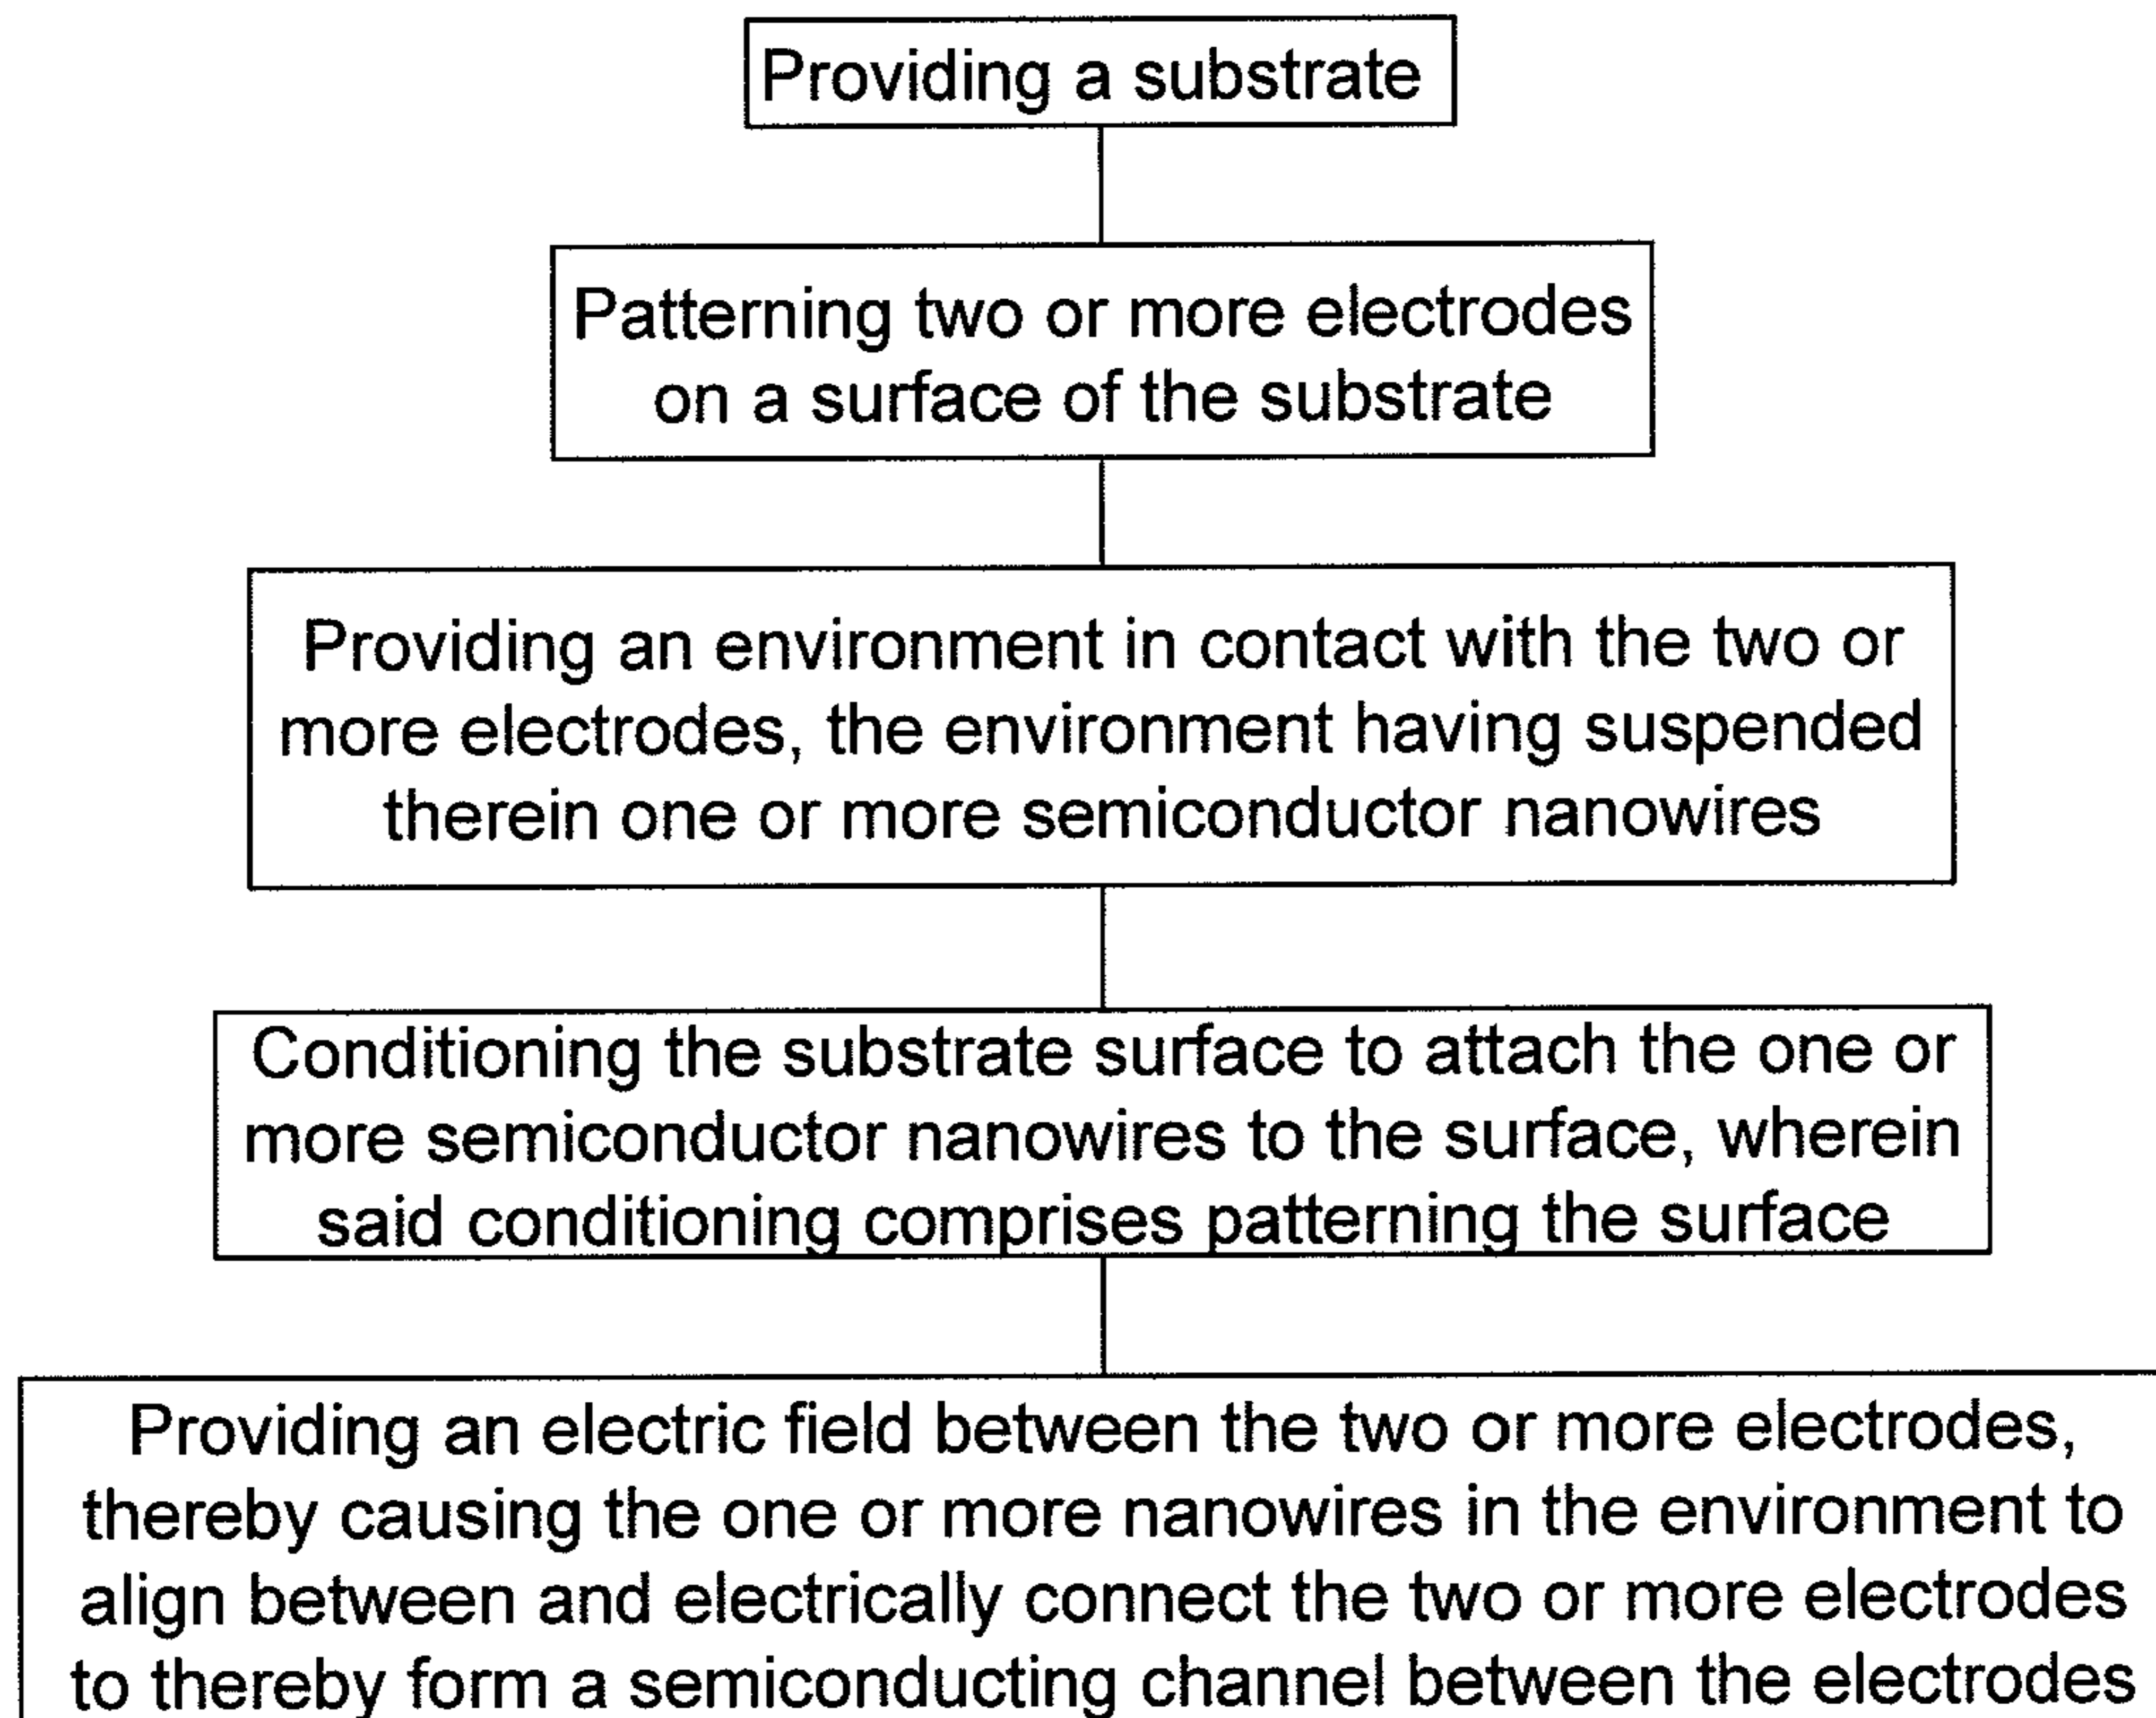 Providing a substrate
Patterning two or more electrodes
on a surface of the substrate
Providing an environment in contact with the two or
more electrodes, the environment having suspended
therein one or more semiconductor nanowires
Conditioning the substrate surface to attach the one or
more semiconductor nanowires to the surface, wherein
said conditioning comprises patterning the surface
Providing an electric field between the two or more electrodes,
thereby causing the one or more nanowires in the environment to
align between and electrically connect the two or more electrodes
to thereby form a semiconducting channel between the electrodes